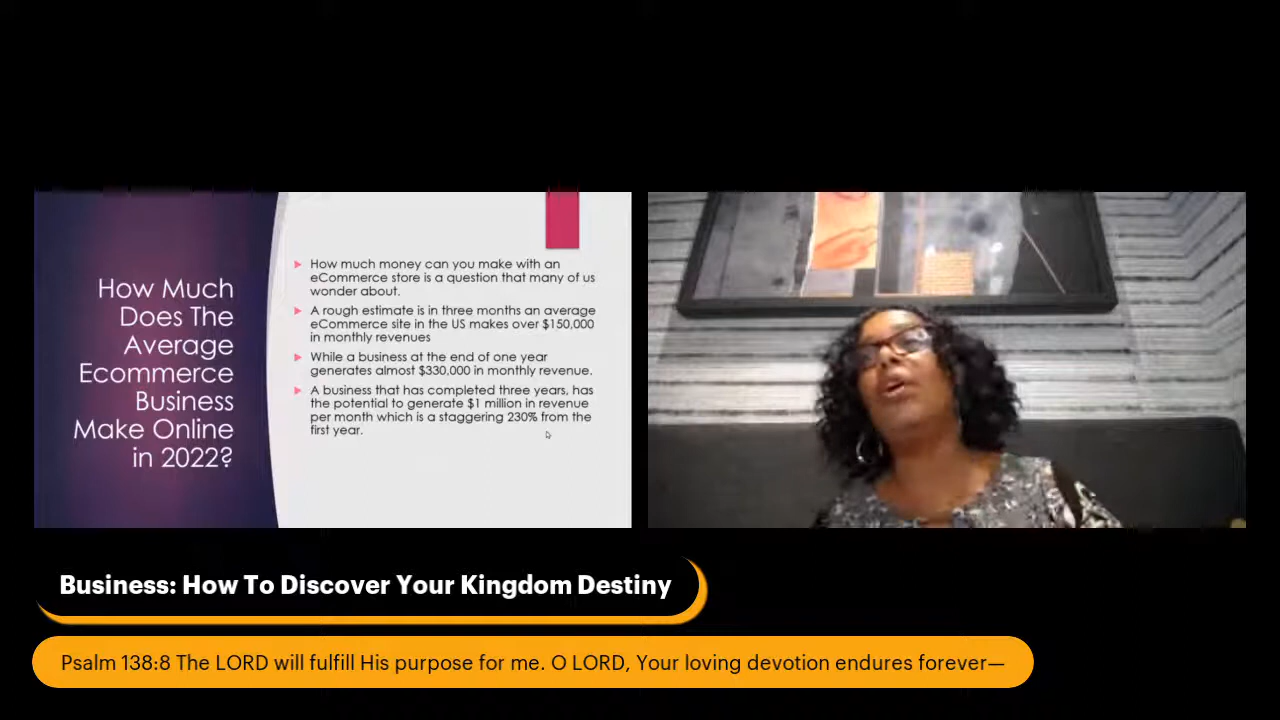 How Much
Does The
Average
Ecommerce
Business
Make Online
in 2022?
How much money can you make with an
eCommerce store is a question that many of us
wonder about.
A rough estimate is in three months an average
eCommerce site in the US makes over $150,000
in monthly revenues
While a business at the end of one year
generates almost $330,000 in monthly revenue.
A business that has completed three years, has
the potential to generate $1 million in revenue
per month which is a staggering 230% from the
first year.
Business: How To Discover Your Kingdom Destiny
Psalm 138:8 The LORD will fulfill His purpose for me. O LORD, Your loving devotion endures forever—